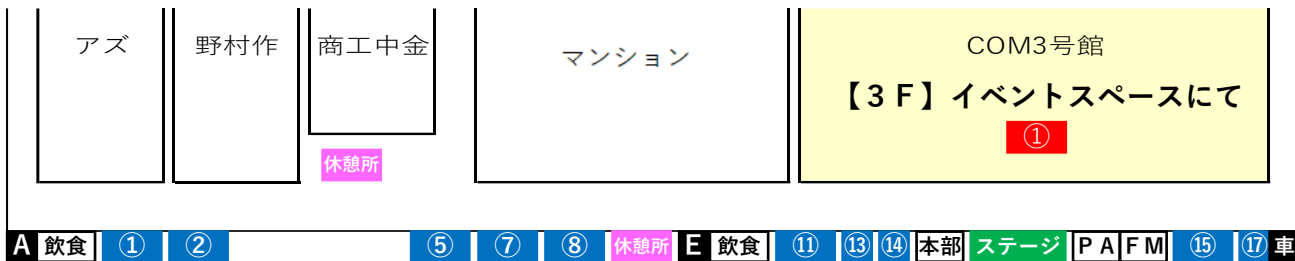 アズ 野村作 商工中金 マンション COM3号館
【３Ｆ】イベントスペースにて
①
休憩所
A 飲食 ① ② ⑤ ⑦ ⑧ 休憩所 E 飲食 ⑪ ⑬ ⑭ 本部 ステージ ＰＡ ＦＭ ⑮ ⑰ 車